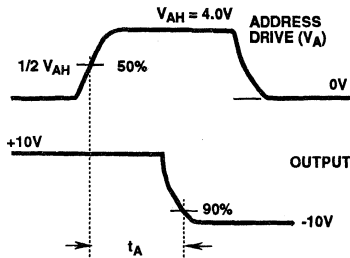 V_AH = 4.0V
ADDRESS
DRIVE (V_A)
1/2 V_AH
50%
0V
+10V
OUTPUT
90%
-10V
t_A